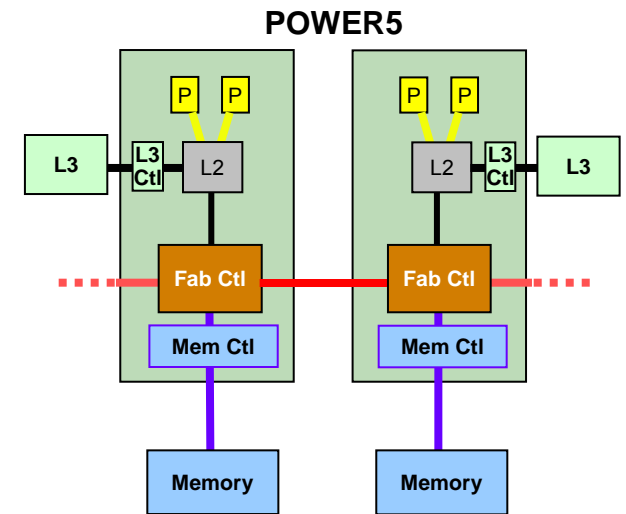 POWER5
P P P P
L3 L3
Ctl L2 L2 L3
Ctl L3
Fab Ctl Fab Ctl
Mem Ctl Mem Ctl
Memory Memory